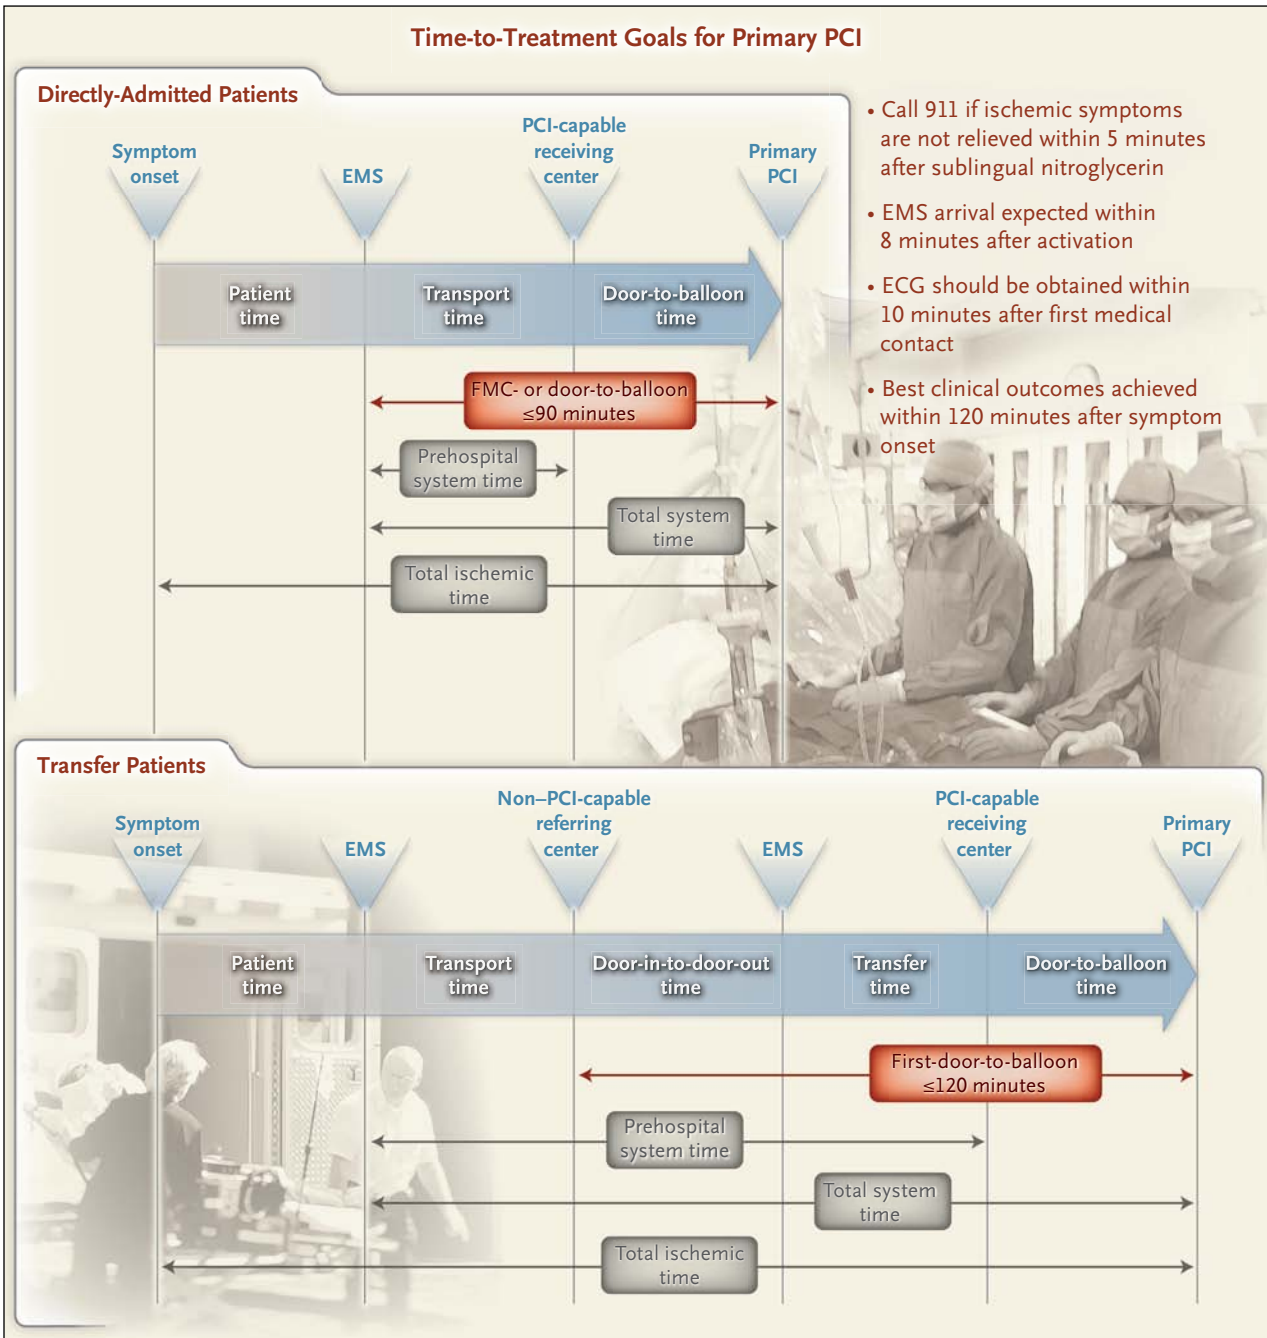 Time-to-Treatment Goals for Primary PCI
Directly-Admitted Patients
Symptom
onset
EMS
PCI-capable
receiving
center
Primary
PCI
Patient
time
Transport
time
Door-to-balloon
time
FMC- or door-to-balloon
≤90 minutes
Prehospital
system time
Total system
time
Total ischemic
time
• Call 911 if ischemic symptoms
are not relieved within 5 minutes
after sublingual nitroglycerin
• EMS arrival expected within
8 minutes after activation
• ECG should be obtained within
10 minutes after first medical
contact
• Best clinical outcomes achieved
within 120 minutes after symptom
onset
Transfer Patients
Symptom
onset
EMS
Non–PCI-capable
referring
center
EMS
PCI-capable
receiving
center
Primary
PCI
Patient
time
Transport
time
Door-in-to-door-out
time
Transfer
time
Door-to-balloon
time
First-door-to-balloon
≤120 minutes
Prehospital
system time
Total system
time
Total ischemic
time